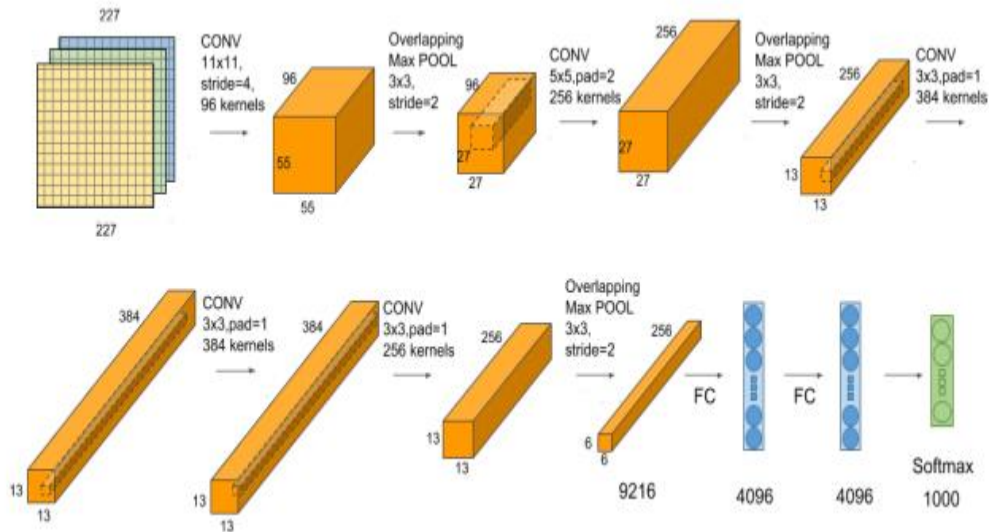 227
227
CONV
11x11,
stride=4,
96 kernels
96
55
55
Overlapping
Max POOL
3x3,
stride=2
96
27
27
CONV
5x5,pad=2
256 kernels
256
27
27
Overlapping
Max POOL
3x3,
stride=2
256
13
13
CONV
3x3,pad=1
384 kernels
384
13
13
CONV
3x3,pad=1
384 kernels
384
13
13
CONV
3x3,pad=1
256 kernels
256
13
13
Overlapping
Max POOL
3x3,
stride=2
256
6
6
9216
FC
4096
FC
4096
Softmax
1000